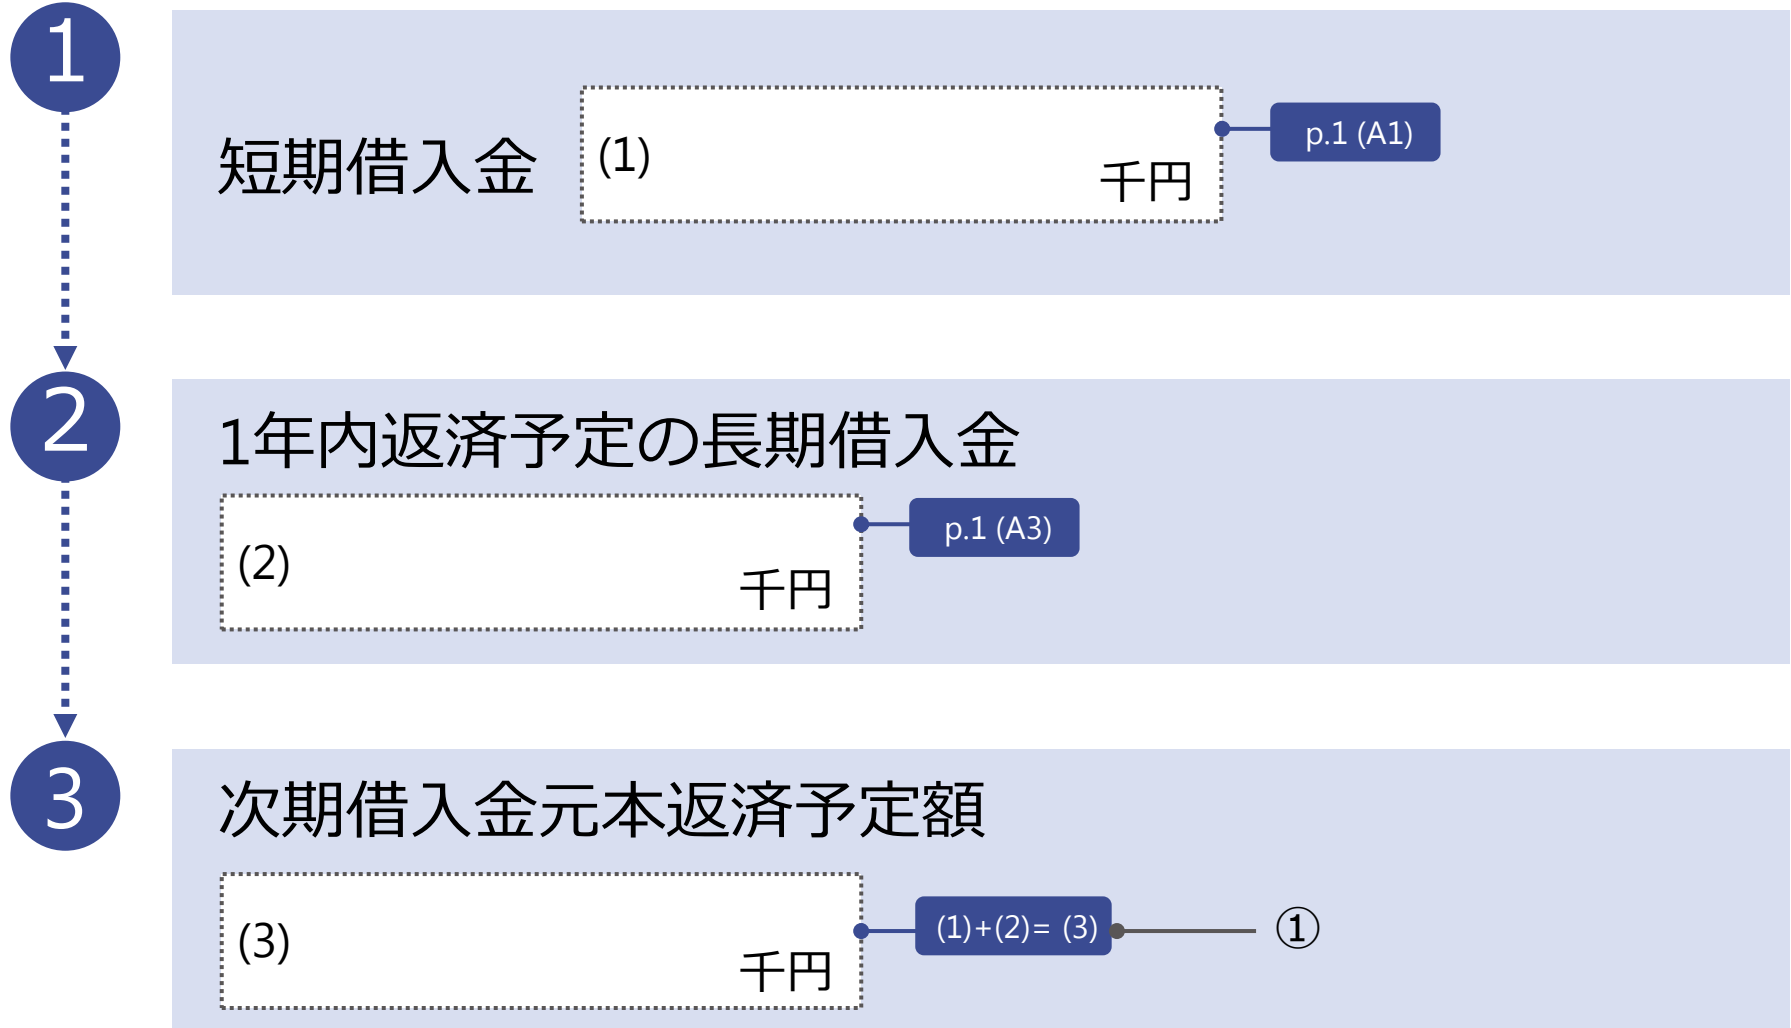 1
短期借入金
(1)
千円
p.1 (A1)
2
1年内返済予定の長期借入金
(2)
千円
p.1 (A3)
3
次期借入金元本返済予定額
(3)
千円
(1)+(2)= (3)
①